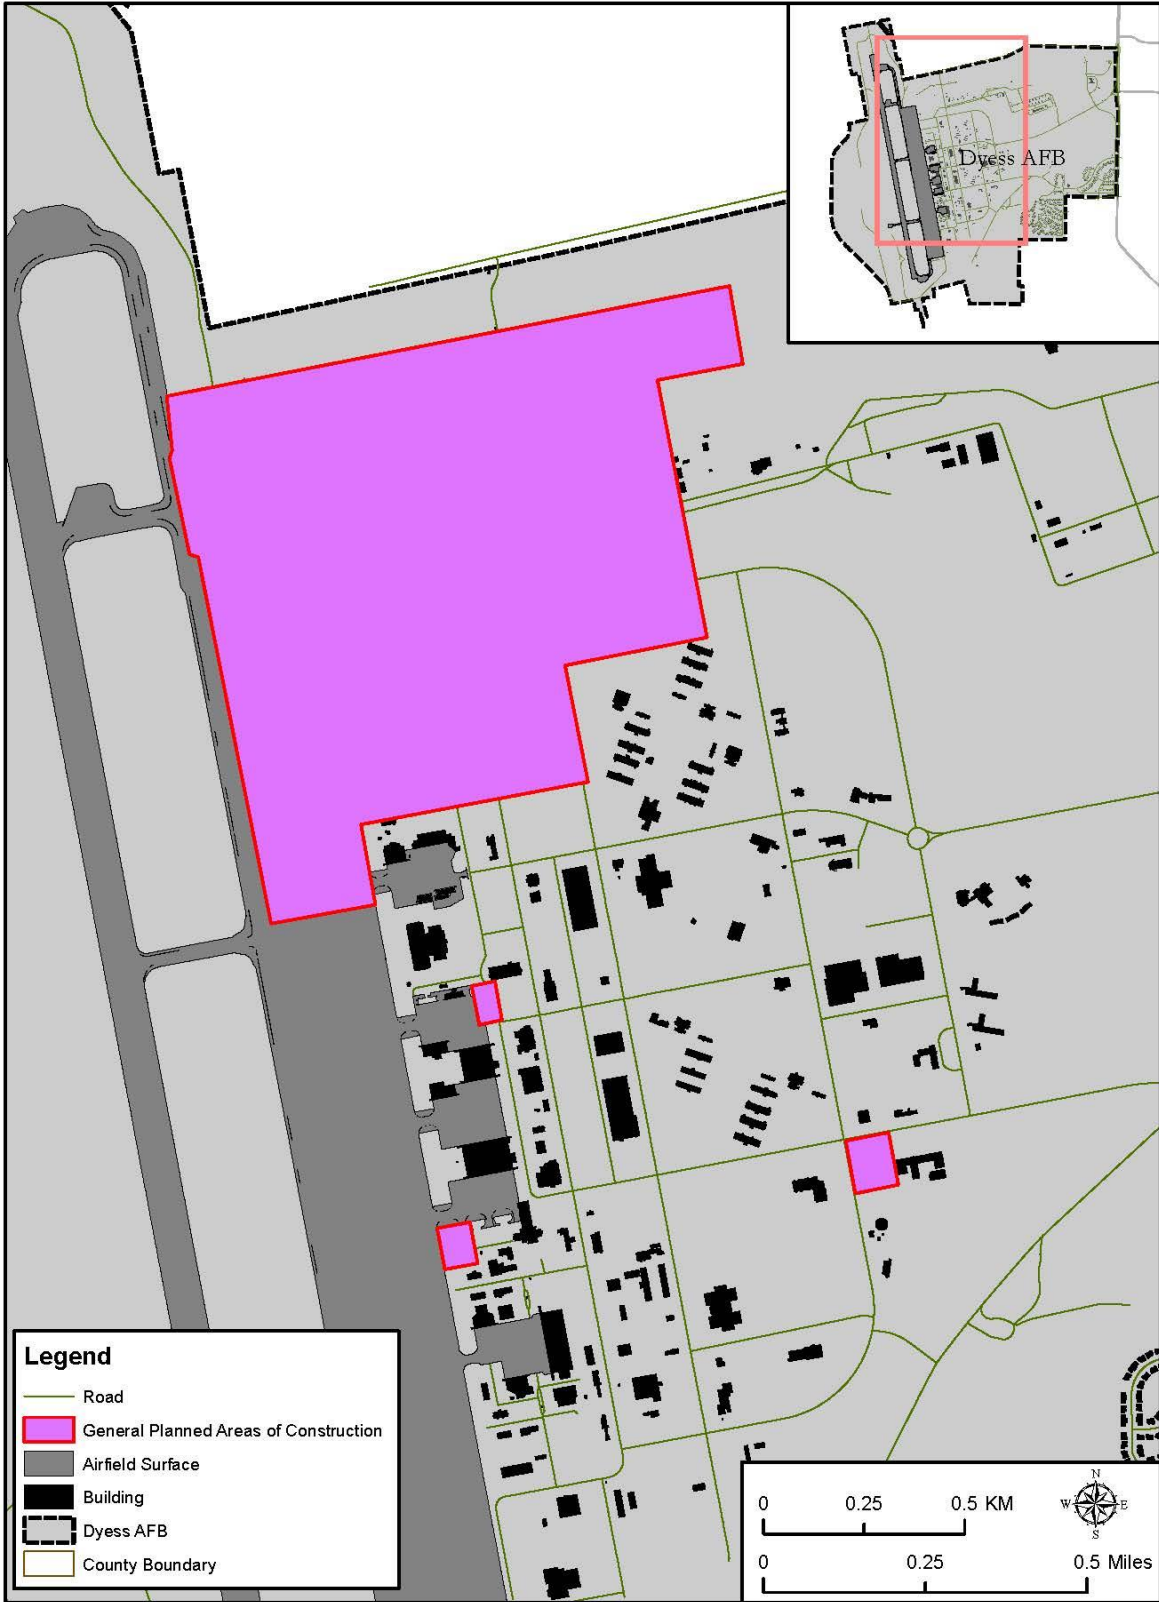 Dyess AFB
Legend
Road
General Planned Areas of Construction
Airfield Surface
Building
Dyess AFB
County Boundary
N
W E
S
0 0.25 0.5 KM
0 0.25 0.5 Miles